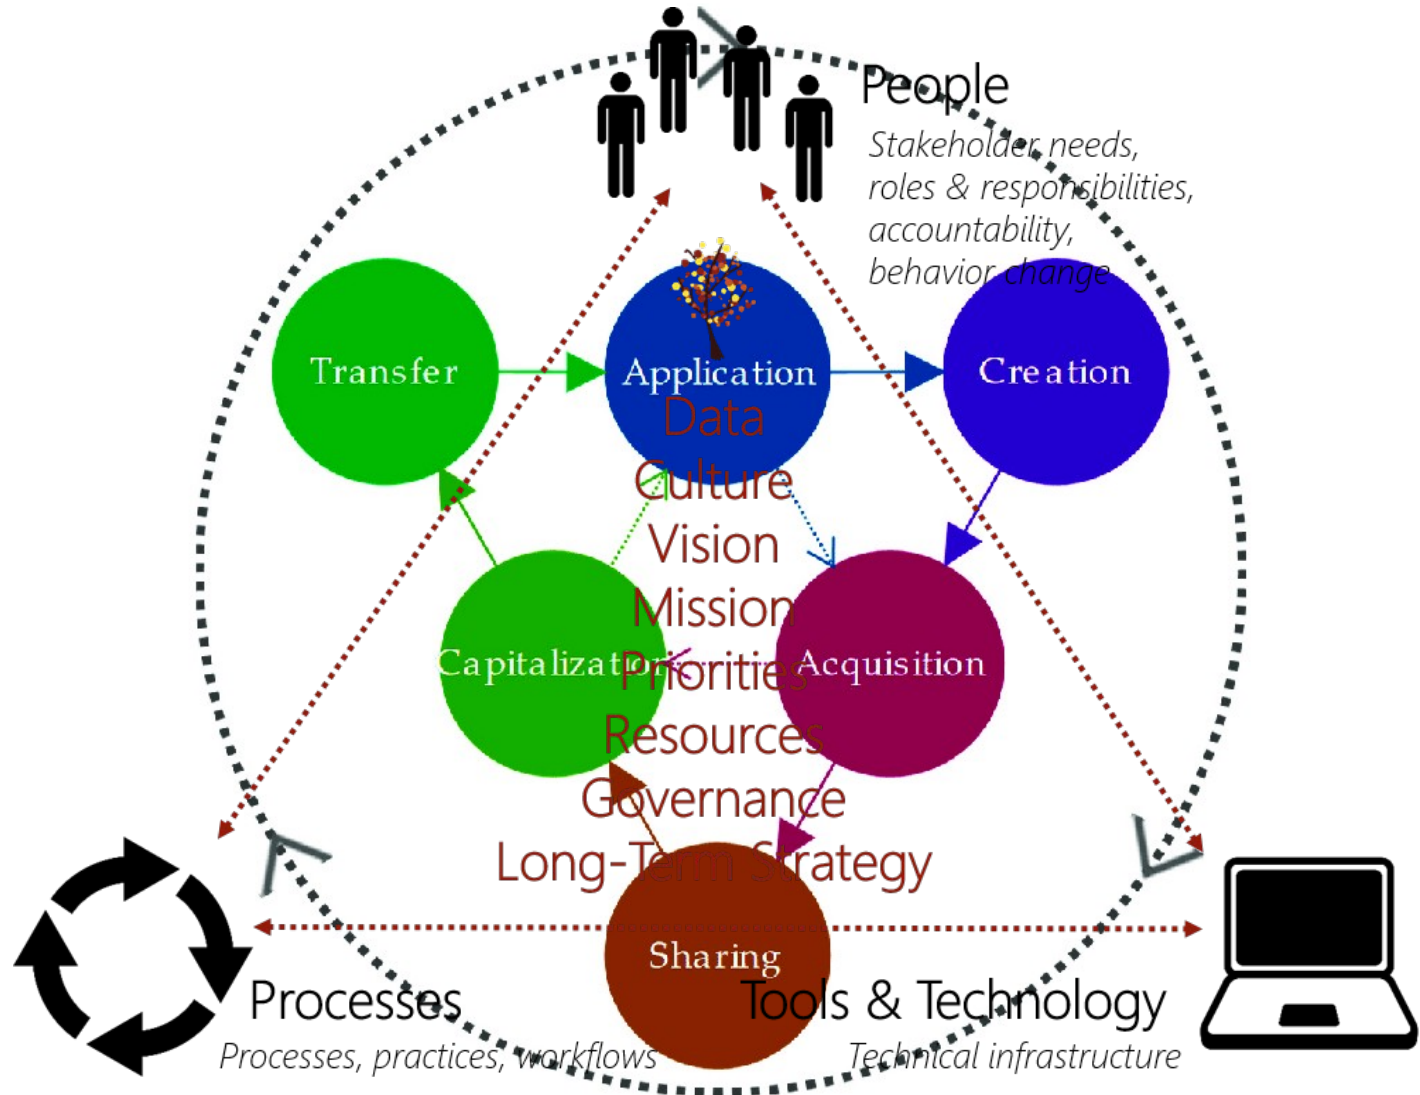 People
Stakeholder needs,
roles & responsibilities,
accountability,
behavior change
Transfer
Application
Creation
Data
Culture
Vision
Mission
Capitalization
Priorities
Acquisition
Resources
Governance
Long-Term Strategy
Sharing
Processes
Processes, practices, workflows
Tools & Technology
Technical infrastructure